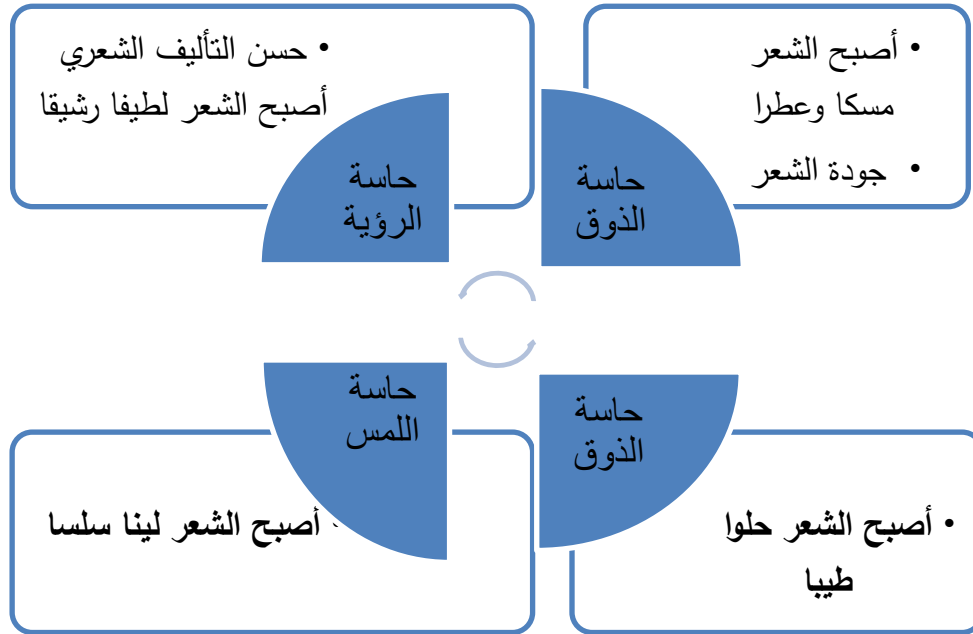 • أصبح الشعر
مسكا وعطرا
• جودة الشعر
حاسة
الذوق
• حسن التأليف الشعري
أصبح الشعر لطيفا رشيقا
حاسة
الرؤية
• أصبح الشعر حلوا
طيبا
حاسة
الذوق
• أصبح الشعر لينا سلسا
حاسة
اللمس